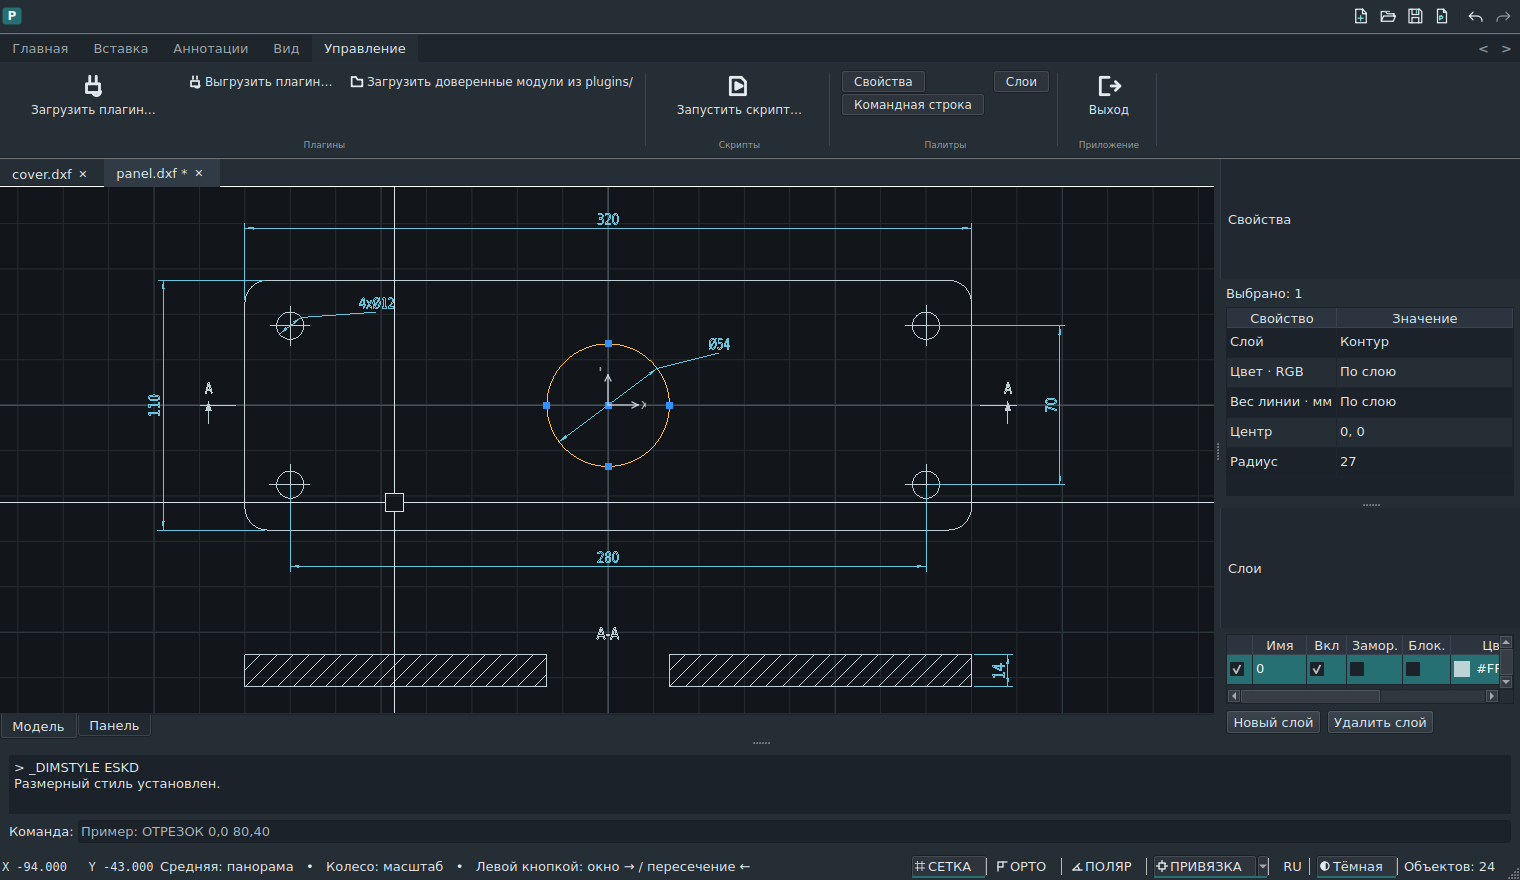 P
Главная Вставка Аннотации Вид Управление < >
Загрузить плагин...
Выгрузить плагин...
Загрузить доверенные модули из plugins/
Плагины
Запустить скрипт...
Скрипты
Свойства Слои
Командная строка
Палитры
Выход
Приложение
cover.dxf ×
panel.dxf * ×
320
4xØ12
Ø54
A
A
110
70
X
280
A-A
14
Свойства
Выбрано: 1
Свойство Значение
Слой Контур
Цвет · RGB По слою
Вес линии · мм По слою
Центр 0, 0
Радиус 27
Слои
Имя Вкл Замор. Блок. Цв
0 #FF
Новый слой Удалить слой
Модель Панель
> _DIMSTYLE ESKD
Размерный стиль установлен.
Команда: Пример: ОТРЕЗОК 0,0 80,40
X -94.000 Y -43.000 Средняя: панорама • Колесо: масштаб • Левой кнопкой: окно → / пересечение ← СЕТКА ОРТО ПОЛЯР ПРИВЯЗКА RU Тёмная Объектов: 24